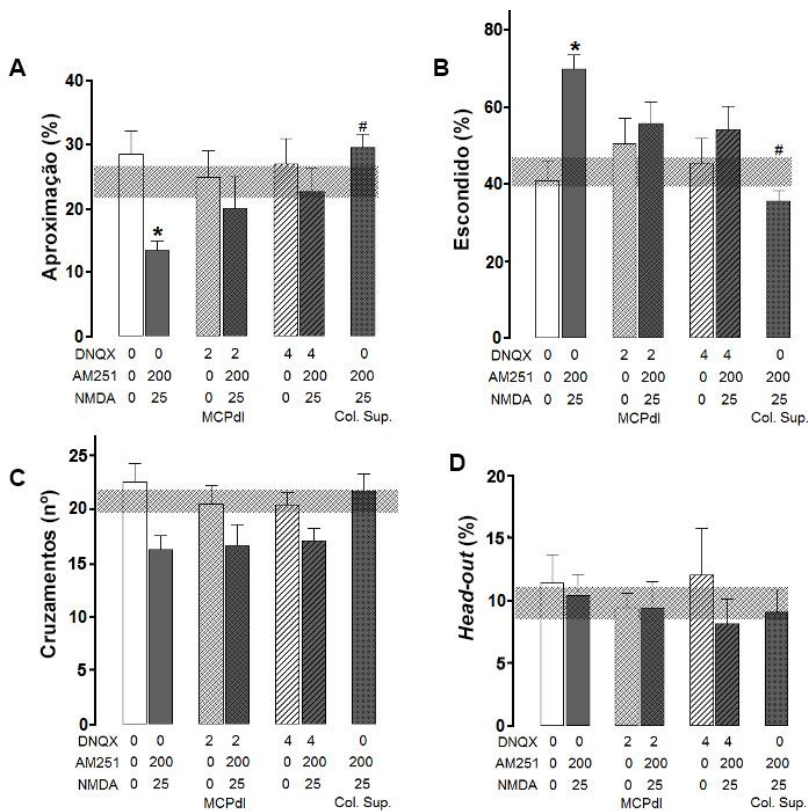 A
Aproximação (%)
40
30
20
10
0
*
#
DNQX 0 0 2 2 4 4 0
AM251 0 200 0 200 0 200 200
NMDA 0 25 0 25 0 25 25
MCPdl Col. Sup.
B
Escondido (%)
80
60
40
20
0
*
#
DNQX 0 0 2 2 4 4 0
AM251 0 200 0 200 0 200 200
NMDA 0 25 0 25 0 25 25
MCPdl Col. Sup.
C
Cruzamentos (nº)
25
20
15
10
5
0
DNQX 0 0 2 2 4 4 0
AM251 0 200 0 200 0 200 200
NMDA 0 25 0 25 0 25 25
MCPdl Col. Sup.
D
Head-out (%)
20
15
10
5
0
DNQX 0 0 2 2 4 4 0
AM251 0 200 0 200 0 200 200
NMDA 0 25 0 25 0 25 25
MCPdl Col. Sup.